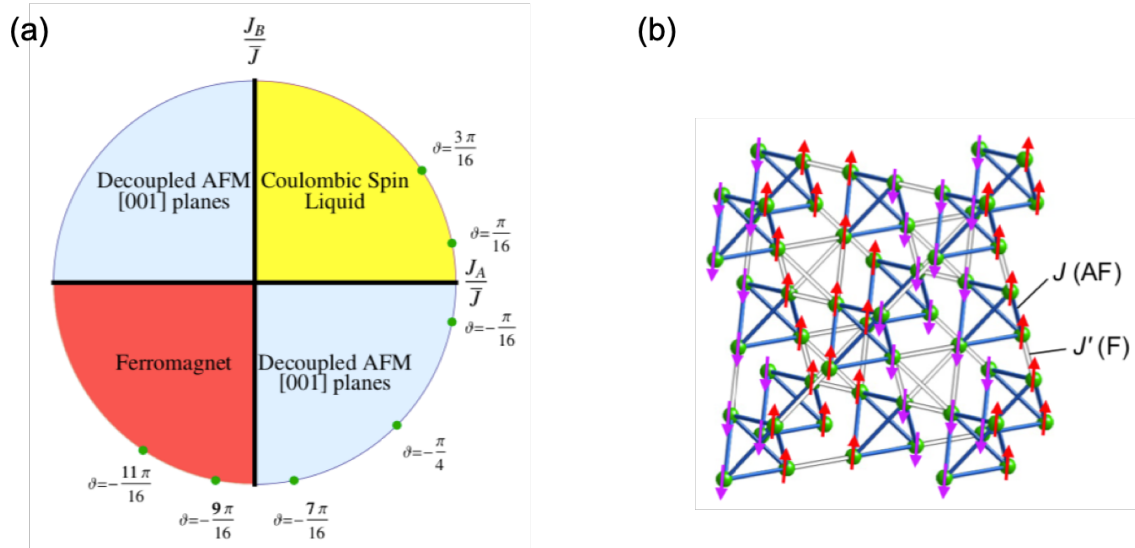 (a)
(b)
J_B
J̅
ϑ=3π/16
Decoupled AFM
[001] planes
Coulombic Spin
Liquid
ϑ=π/16
J_A
J̅
ϑ=-π/16
J (AF)
J′ (F)
Ferromagnet
Decoupled AFM
[001] planes
ϑ=-π/4
ϑ=-11π/16
ϑ=-9π/16
ϑ=-7π/16